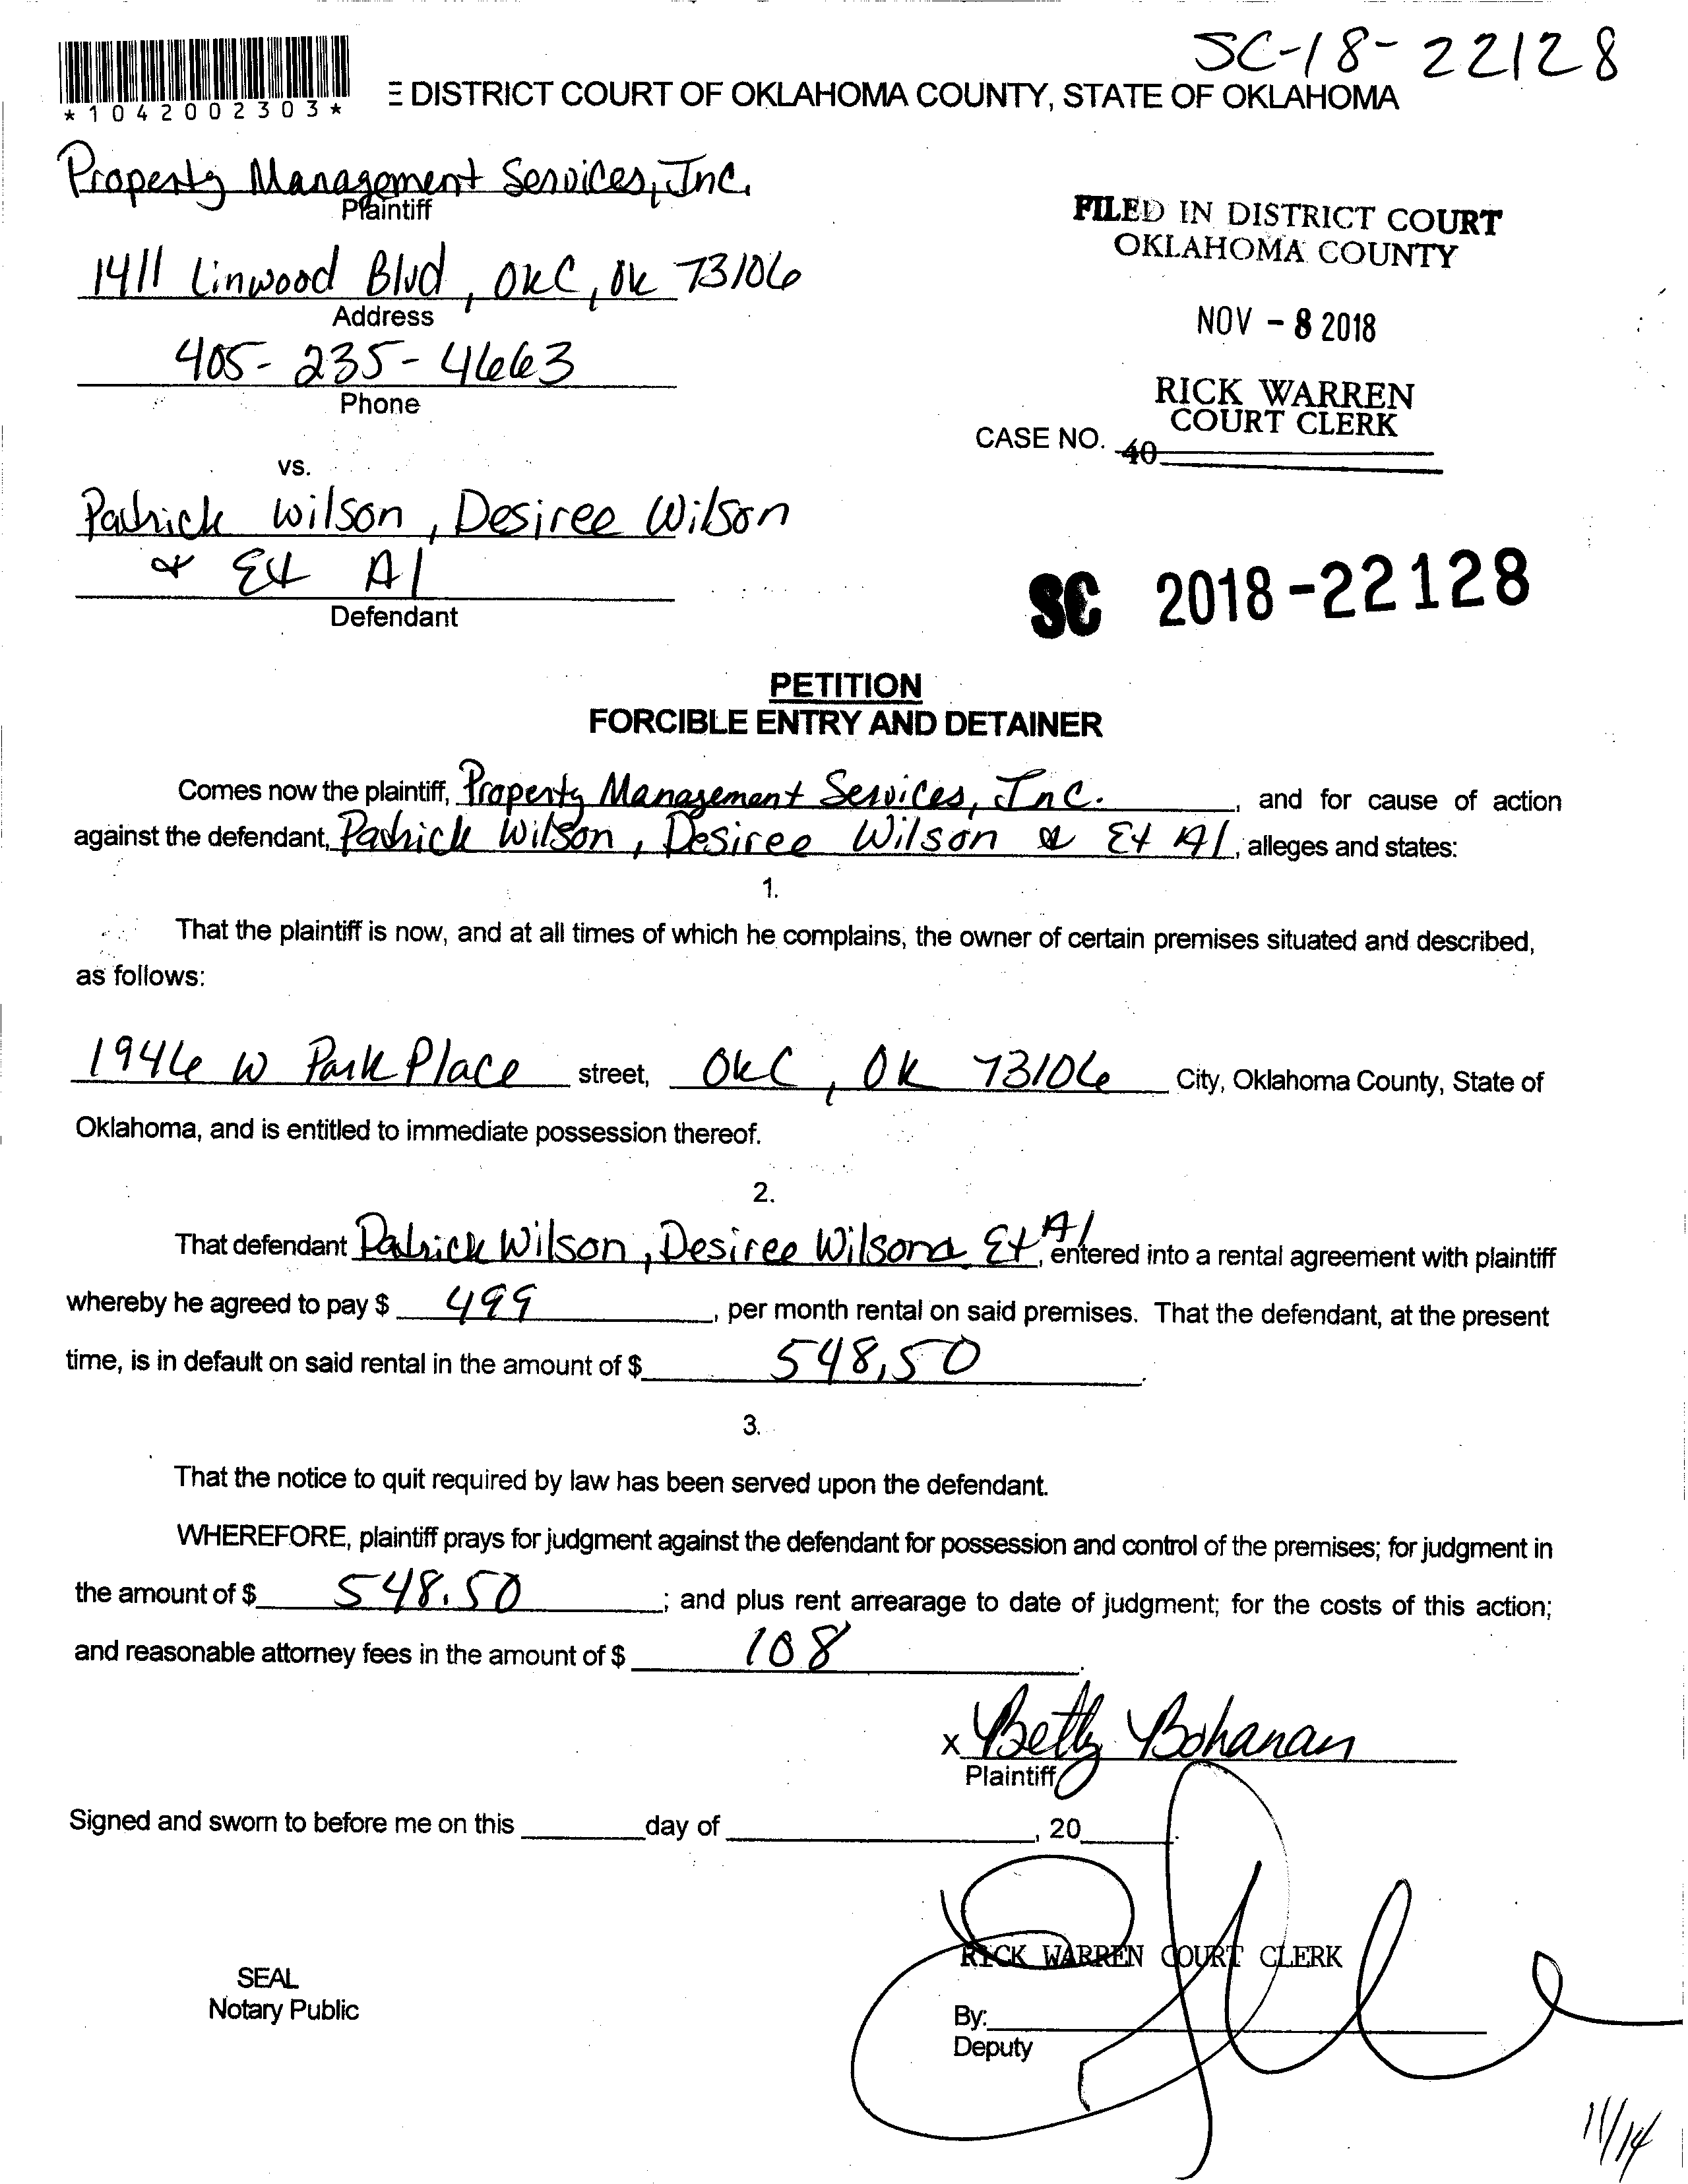 SC-18-22128
*1042002303*
E DISTRICT COURT OF OKLAHOMA COUNTY, STATE OF OKLAHOMA
Property Management Services, Inc.
Plaintiff
FILED IN DISTRICT COURT
OKLAHOMA COUNTY
1411 Linwood Blvd, OKC, OK 73106
Address
NOV - 8 2018
405-235-4663
Phone
RICK WARREN
COURT CLERK
CASE NO. 40
vs.
Patrick Wilson, Desiree Wilson
& Et Al
Defendant
SC 2018-22128
PETITION
FORCIBLE ENTRY AND DETAINER
Comes now the plaintiff, Property Management Services, Inc., and for cause of action
against the defendant, Patrick Wilson, Desiree Wilson & Et Al, alleges and states:
1.
That the plaintiff is now, and at all times of which he complains, the owner of certain premises situated and described,
as follows:
1946 W Park Place street, OKC, OK 73106 City, Oklahoma County, State of
Oklahoma, and is entitled to immediate possession thereof.
2.
That defendant Patrick Wilson, Desiree Wilson & Et Al, entered into a rental agreement with plaintiff
whereby he agreed to pay $ 499, per month rental on said premises. That the defendant, at the present
time, is in default on said rental in the amount of $ 548.50.
3.
That the notice to quit required by law has been served upon the defendant.
WHEREFORE, plaintiff prays for judgment against the defendant for possession and control of the premises; for judgment in
the amount of $ 548.50; and plus rent arrearage to date of judgment; for the costs of this action;
and reasonable attorney fees in the amount of $ 108.
x Betty Bohanan
Plaintiff
Signed and sworn to before me on this ____ day of ____, 20____.
RICK WARREN COURT CLERK
SEAL
Notary Public
By:
Deputy
11/14